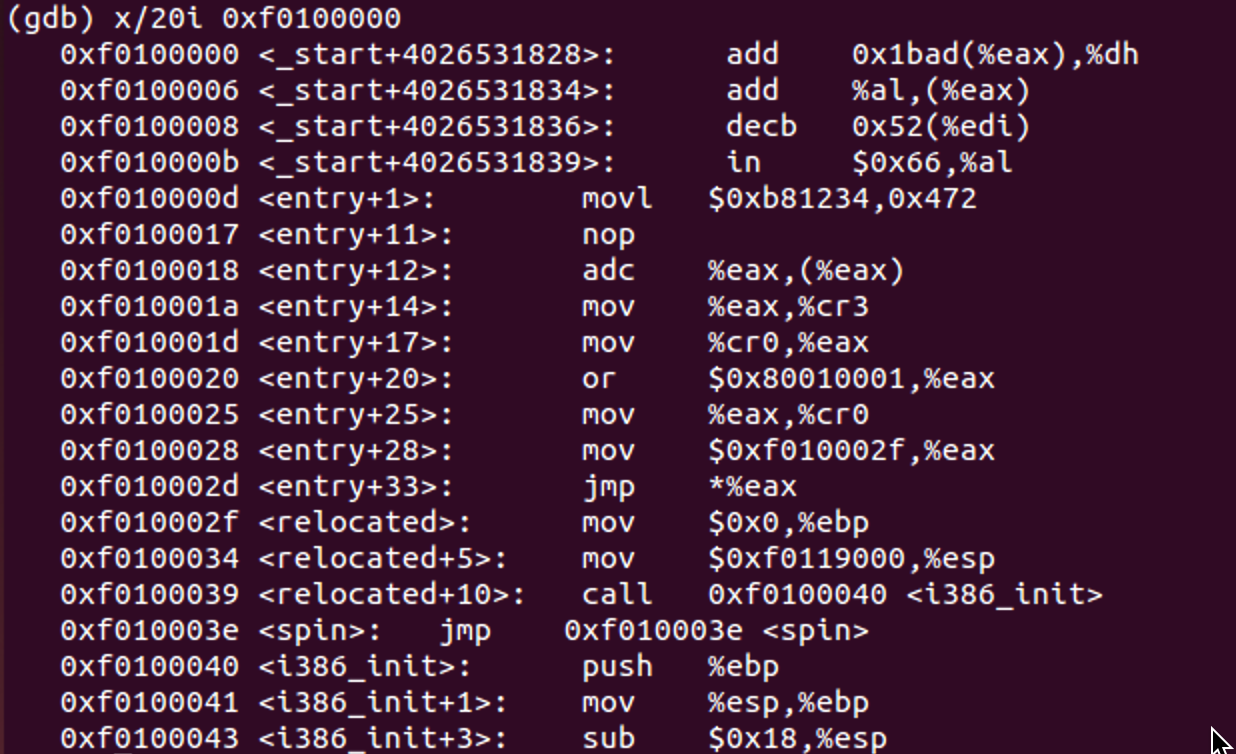 (gdb) x/20i 0xf0100000
   0xf0100000 <_start+4026531828>:	add    0x1bad(%eax),%dh
   0xf0100006 <_start+4026531834>:	add    %al,(%eax)
   0xf0100008 <_start+4026531836>:	decb   0x52(%edi)
   0xf010000b <_start+4026531839>:	in     $0x66,%al
   0xf010000d <entry+1>:	movl   $0xb81234,0x472
   0xf0100017 <entry+11>:	nop
   0xf0100018 <entry+12>:	adc    %eax,(%eax)
   0xf010001a <entry+14>:	mov    %eax,%cr3
   0xf010001d <entry+17>:	mov    %cr0,%eax
   0xf0100020 <entry+20>:	or     $0x80010001,%eax
   0xf0100025 <entry+25>:	mov    %eax,%cr0
   0xf0100028 <entry+28>:	mov    $0xf010002f,%eax
   0xf010002d <entry+33>:	jmp    *%eax
   0xf010002f <relocated>:	mov    $0x0,%ebp
   0xf0100034 <relocated+5>:	mov    $0xf0119000,%esp
   0xf0100039 <relocated+10>:	call   0xf0100040 <i386_init>
   0xf010003e <spin>:	jmp    0xf010003e <spin>
   0xf0100040 <i386_init>:	push   %ebp
   0xf0100041 <i386_init+1>:	mov    %esp,%ebp
   0xf0100043 <i386_init+3>:	sub    $0x18,%esp